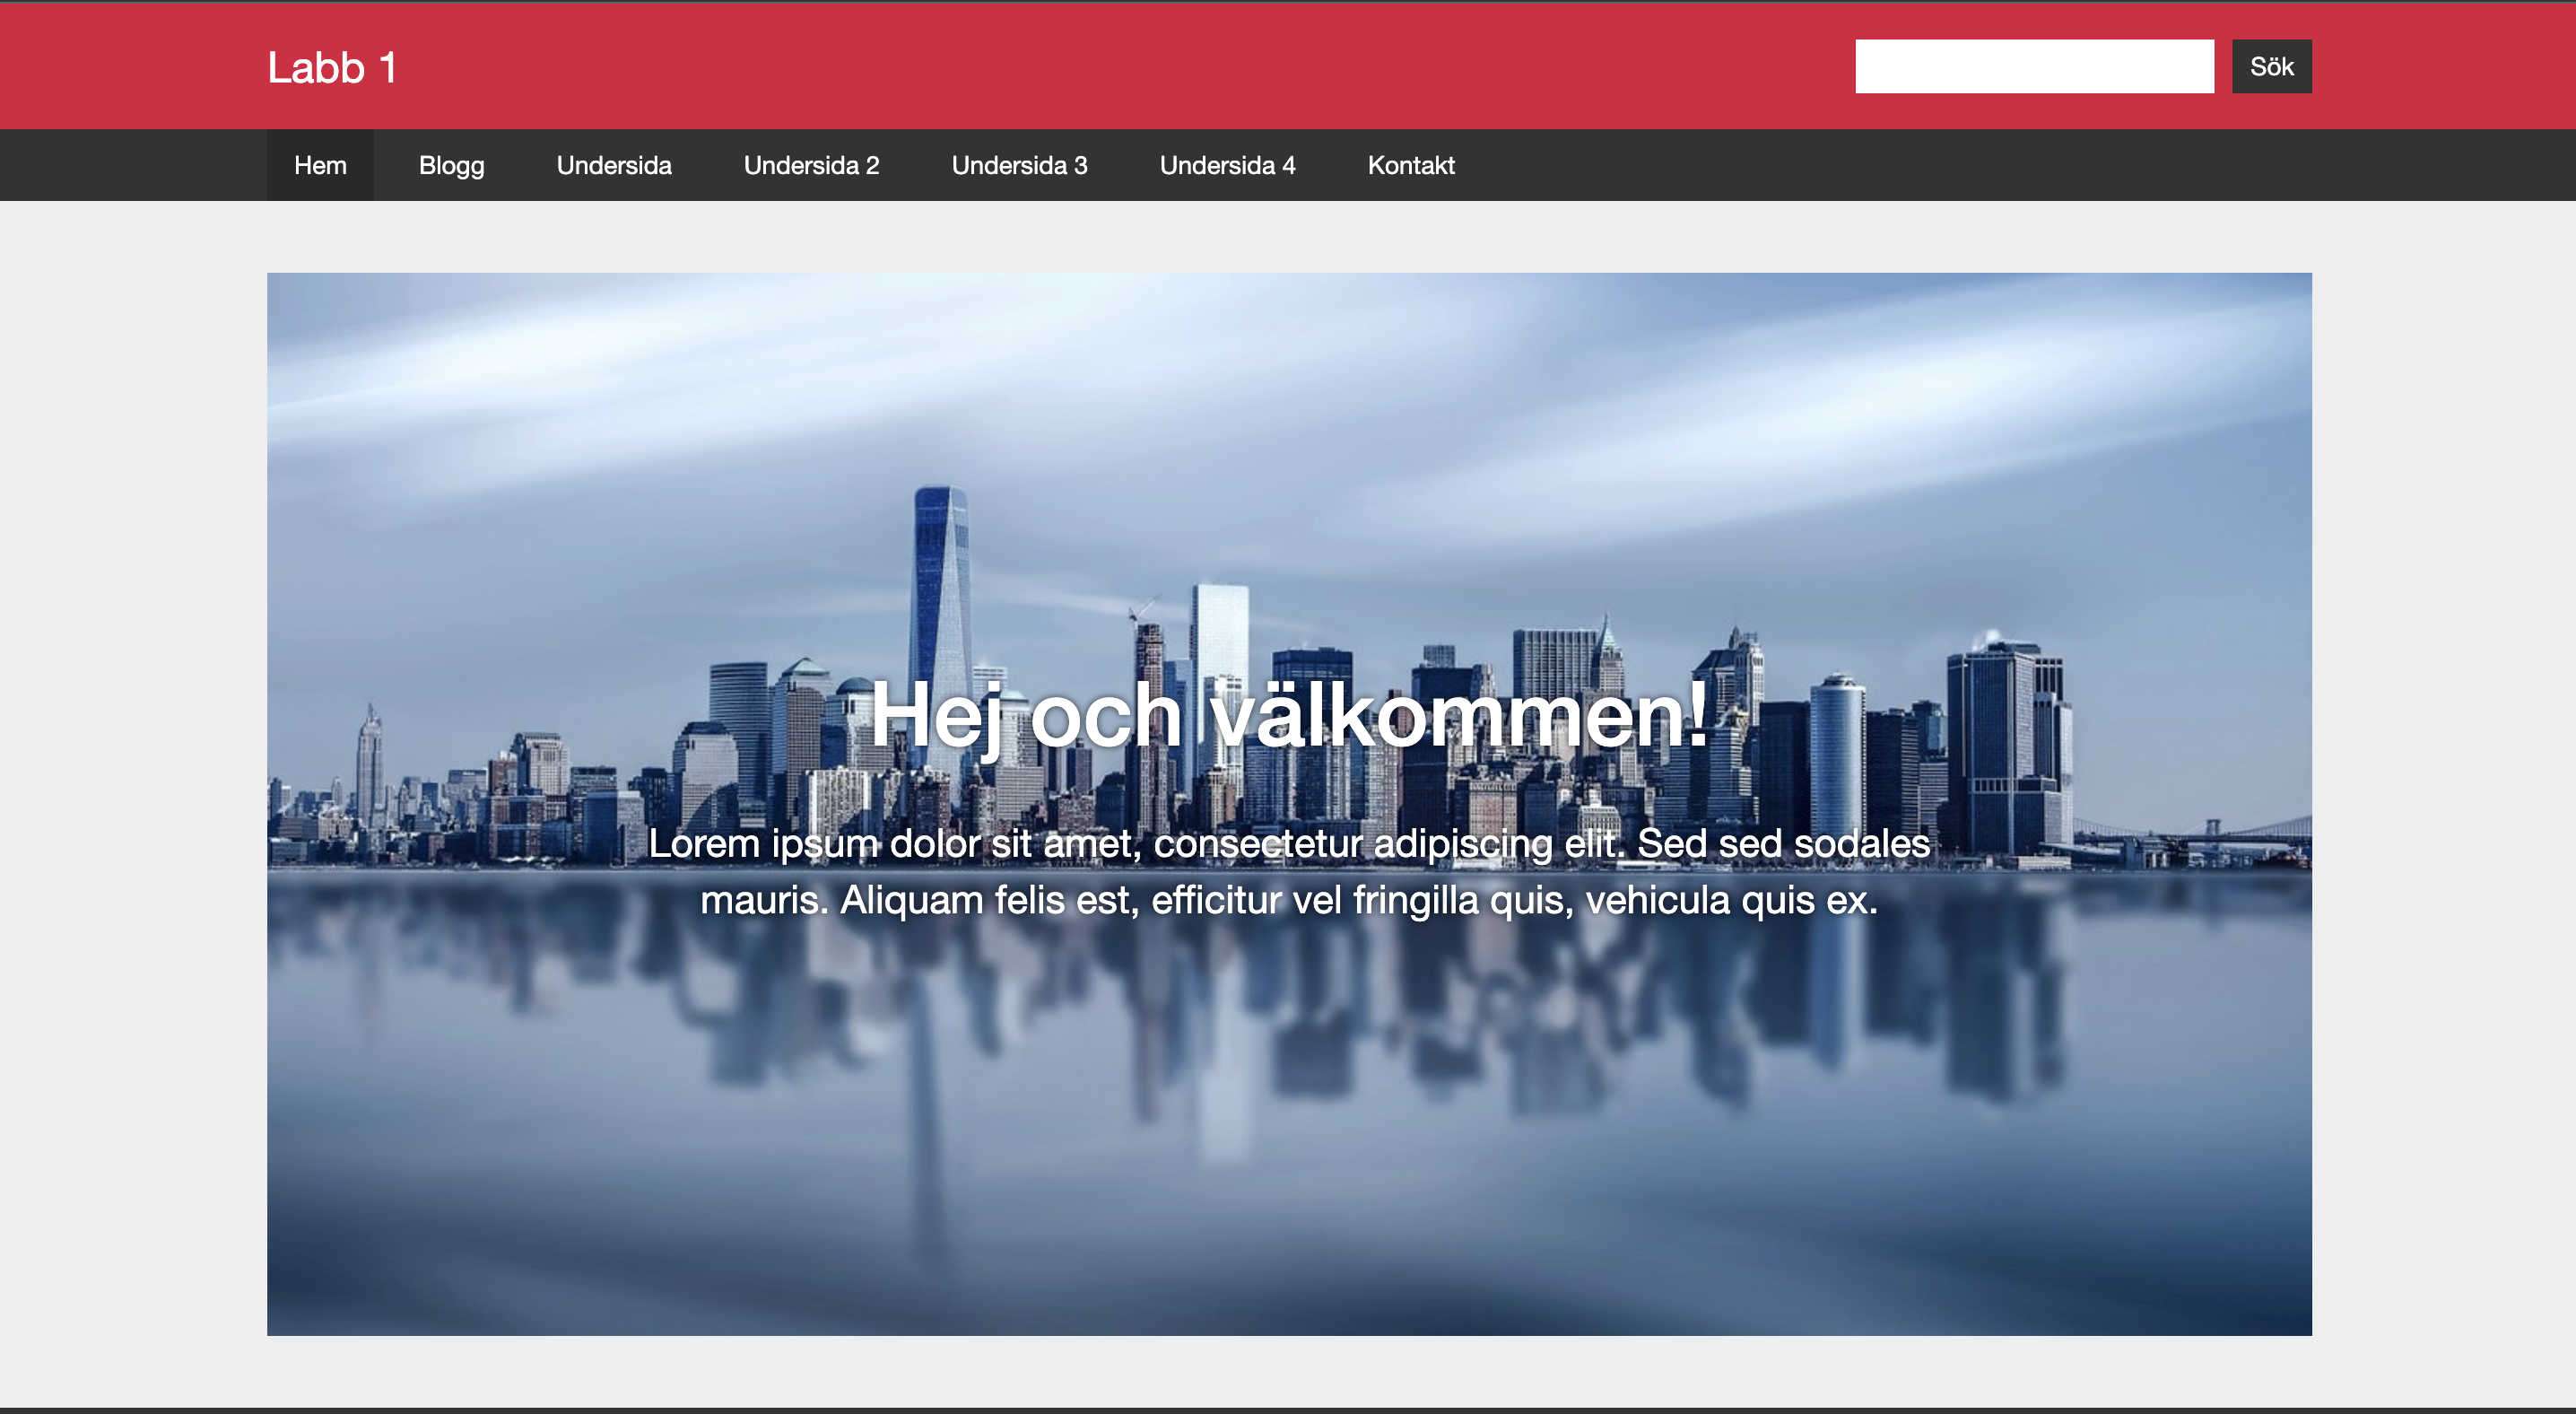 Labb 1
Sök
Hem Blogg Undersida Undersida 2 Undersida 3 Undersida 4 Kontakt
Hej och välkommen!
Lorem ipsum dolor sit amet, consectetur adipiscing elit. Sed sed sodales
mauris. Aliquam felis est, efficitur vel fringilla quis, vehicula quis ex.